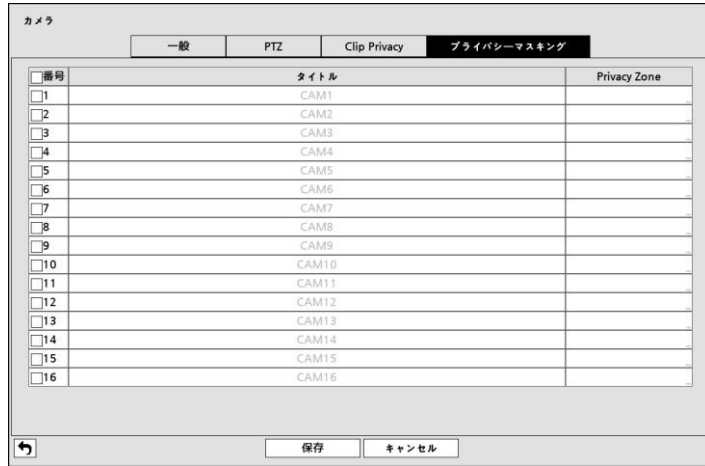 カメラ
一般 PTZ Clip Privacy プライバシーマスキング
番号 タイトル Privacy Zone
1 CAM1 ...
2 CAM2 ...
3 CAM3 ...
4 CAM4 ...
5 CAM5 ...
6 CAM6 ...
7 CAM7 ...
8 CAM8 ...
9 CAM9 ...
10 CAM10 ...
11 CAM11 ...
12 CAM12 ...
13 CAM13 ...
14 CAM14 ...
15 CAM15 ...
16 CAM16 ...
保存 キャンセル